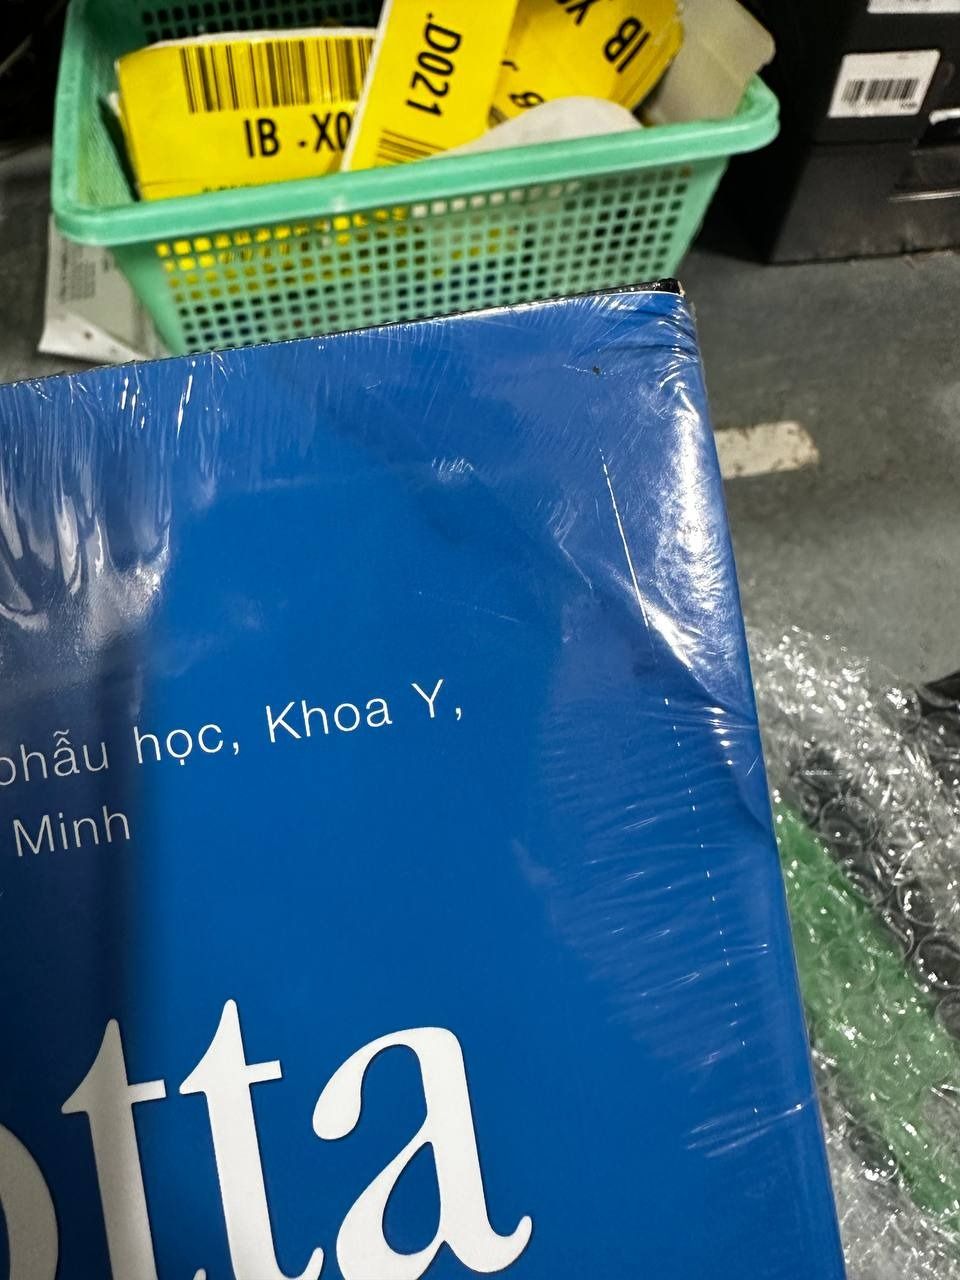 IB -X0
.D021
IB .X
phẫu học, Khoa Y,
Minh
otta